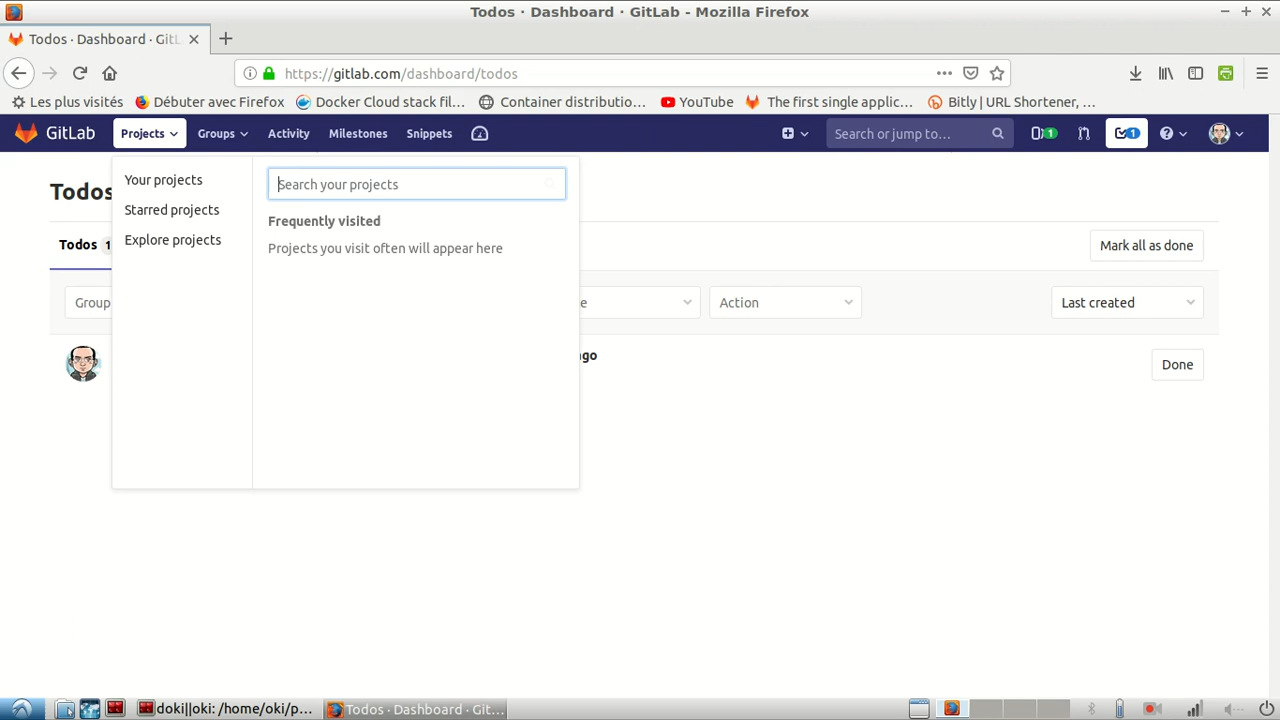 Todos · Dashboard · GitLab - Mozilla Firefox
Todos · Dashboard · GitL
https://gitlab.com/dashboard/todos
Les plus visités
Débuter avec Firefox
Docker Cloud stack fil…
Container distributio…
YouTube
The first single applic…
Bitly | URL Shortener, …
GitLab
Projects
Groups
Activity
Milestones
Snippets
Search or jump to…
1
1
Your projects
Starred projects
Explore projects
Search your projects
Frequently visited
Projects you visit often will appear here
Todos
Todos 1
Mark all as done
Group
e
Action
Last created
ago
Done
doki||oki: /home/oki/p…
Todos · Dashboard · Git…